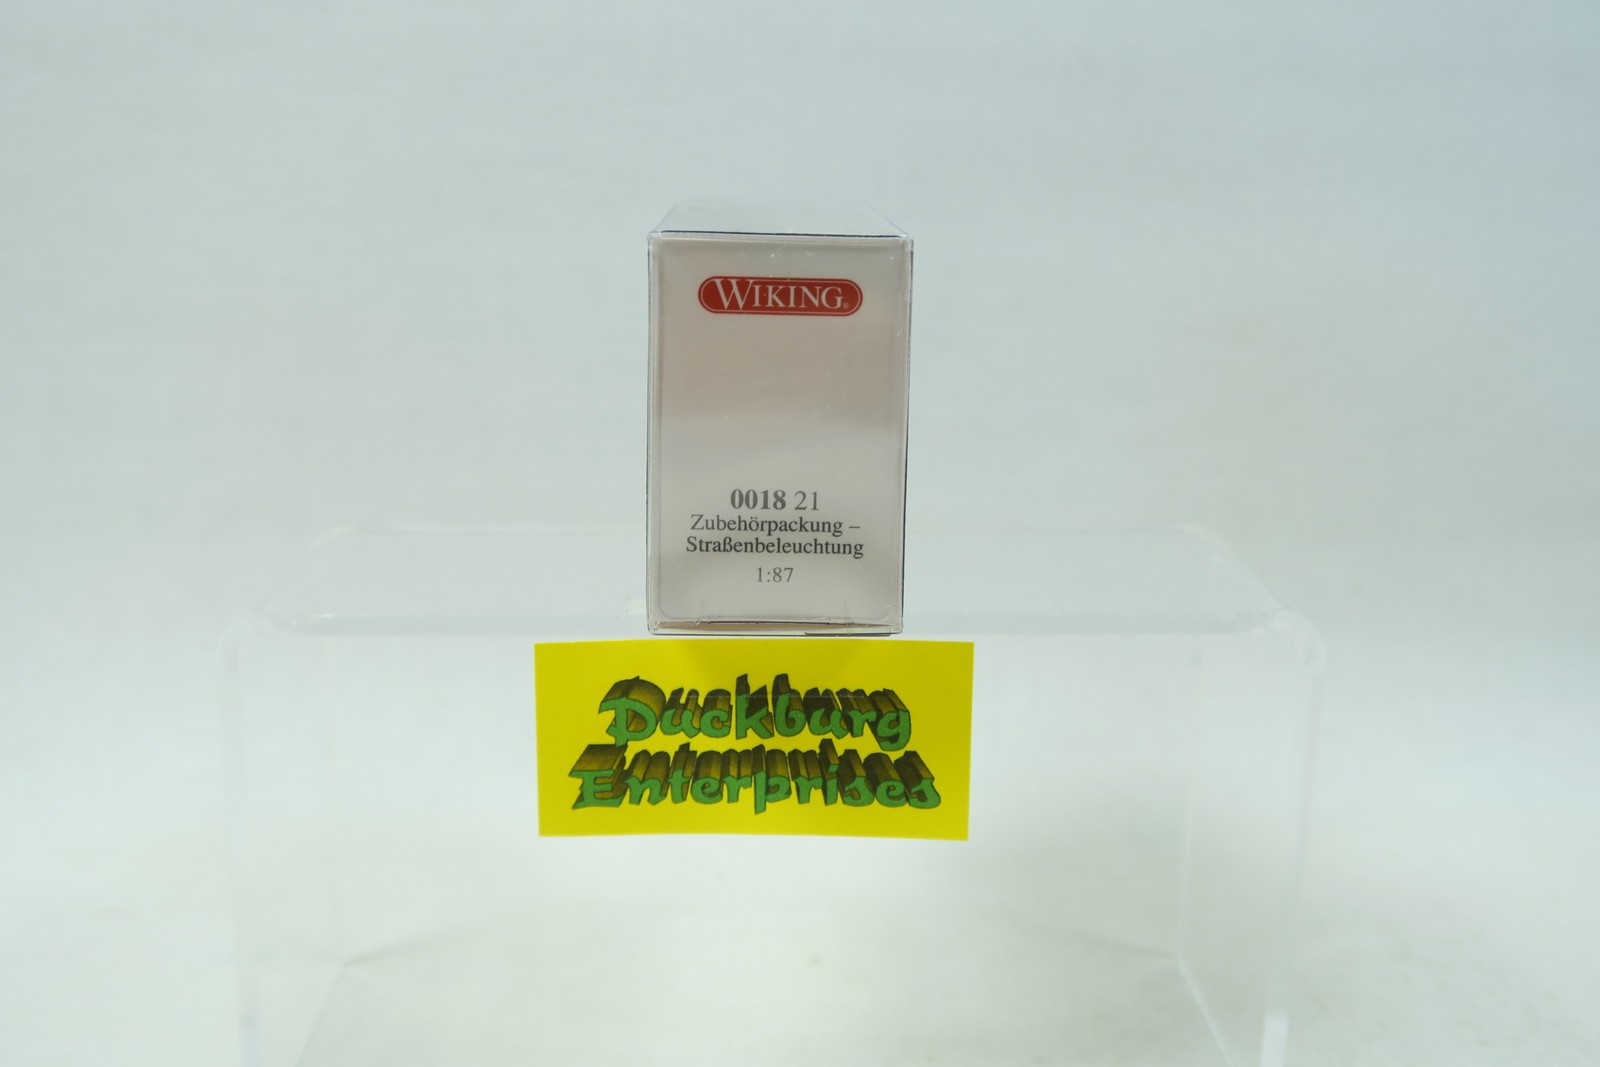 WIKING®
0018 21
Zubehörpackung –
Straßenbeleuchtung
1:87
Duckburg
Enterprises